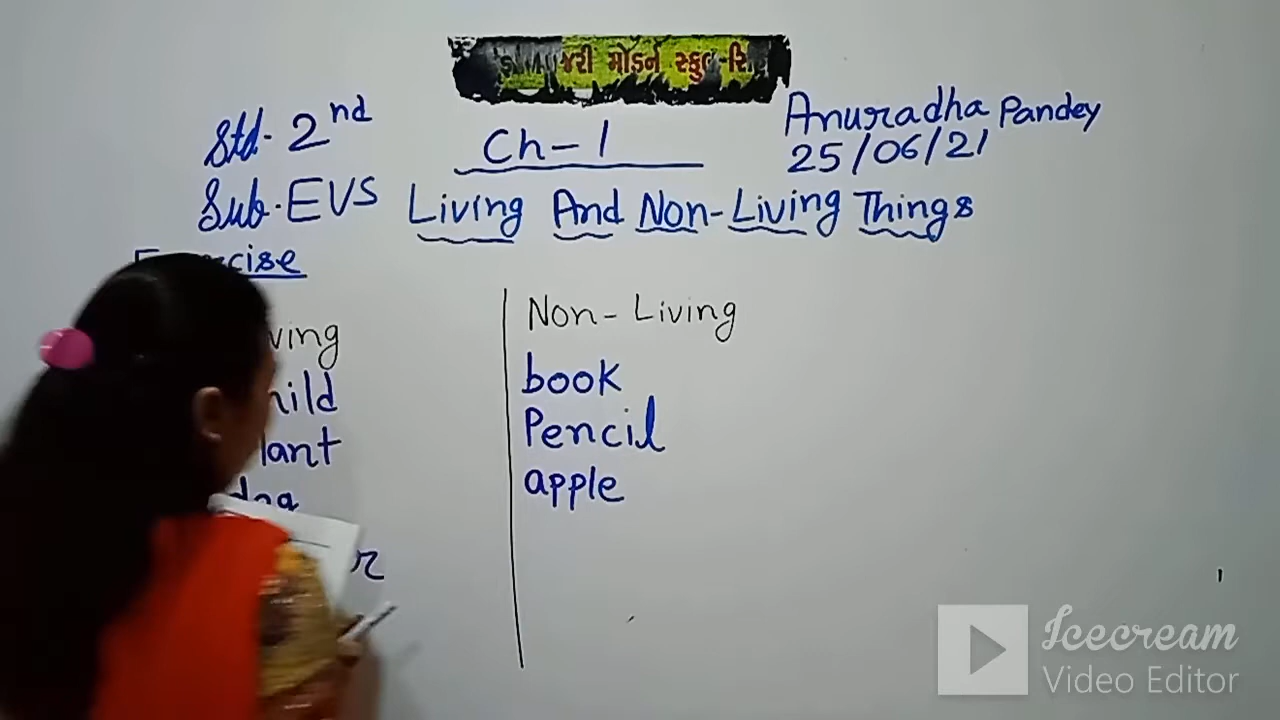 મોડર્ન સ્કુલ
Std. 2nd
Ch-1
Anuradha Pandey
25/06/21
Sub. EVS
Living And Non-Living Things
Non-Living
book
Pencil
apple
Icecream
Video Editor